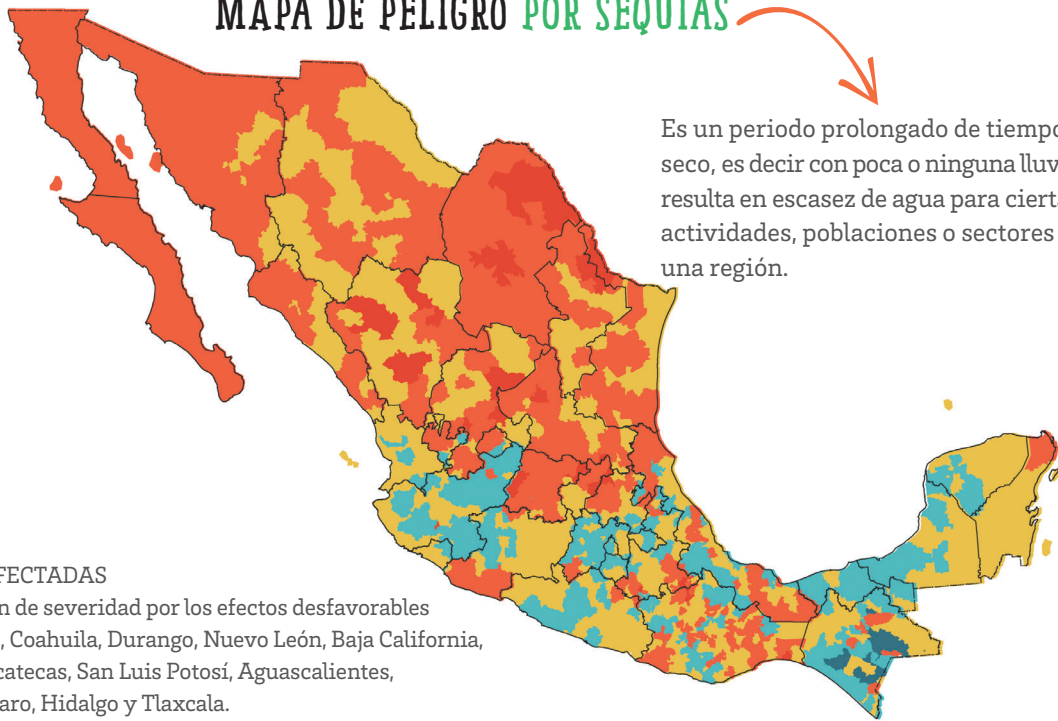 MAPA DE PELIGRO POR SEQUÍAS
Es un periodo prolongado de tiempo
seco, es decir con poca o ninguna lluv
resulta en escasez de agua para cierta
actividades, poblaciones o sectores
una región.
FECTADAS
n de severidad por los efectos desfavorables
, Coahuila, Durango, Nuevo León, Baja California,
catecas, San Luis Potosí, Aguascalientes,
aro, Hidalgo y Tlaxcala.